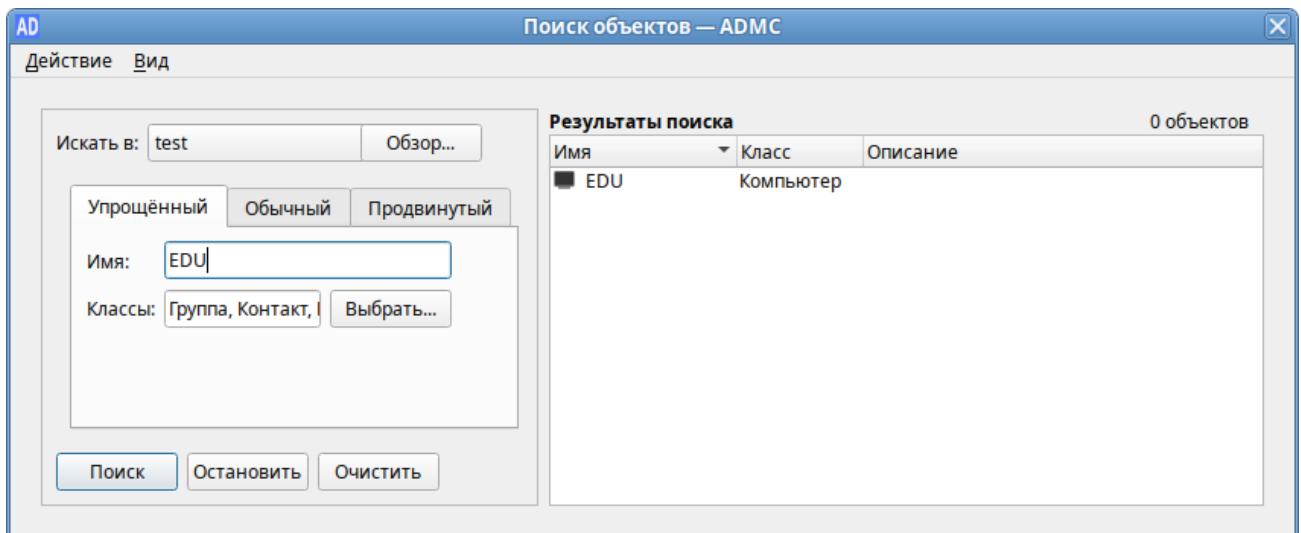 AD Поиск объектов — ADMC
Действие Вид
Искать в: test Обзор...
Упрощённый Обычный Продвинутый
Имя: EDU
Классы: Группа, Контакт, Выбрать...
Поиск Остановить Очистить
Результаты поиска 0 объектов
Имя Класс Описание
EDU Компьютер